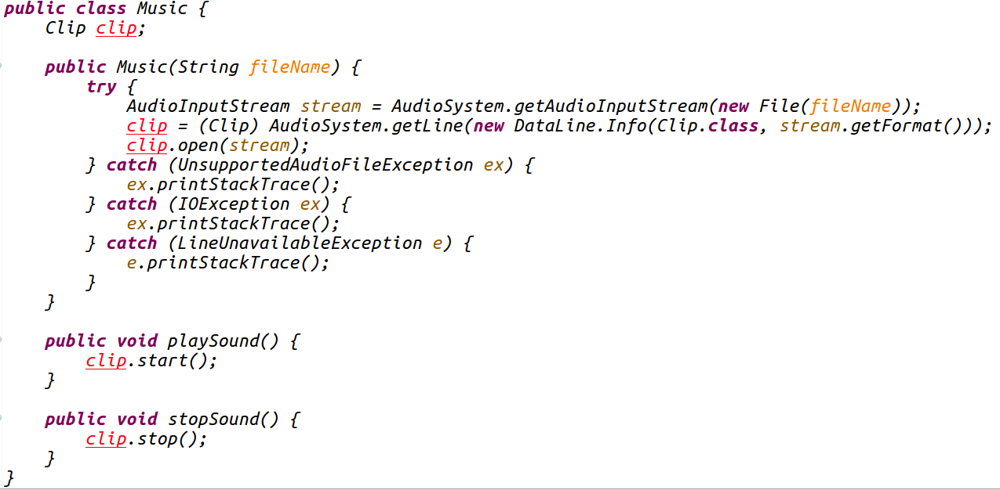 public class Music {
    Clip clip;

    public Music(String fileName) {
        try {
            AudioInputStream stream = AudioSystem.getAudioInputStream(new File(fileName));
            clip = (Clip) AudioSystem.getLine(new DataLine.Info(Clip.class, stream.getFormat()));
            clip.open(stream);
        } catch (UnsupportedAudioFileException ex) {
            ex.printStackTrace();
        } catch (IOException ex) {
            ex.printStackTrace();
        } catch (LineUnavailableException e) {
            e.printStackTrace();
        }
    }

    public void playSound() {
        clip.start();
    }

    public void stopSound() {
        clip.stop();
    }
}